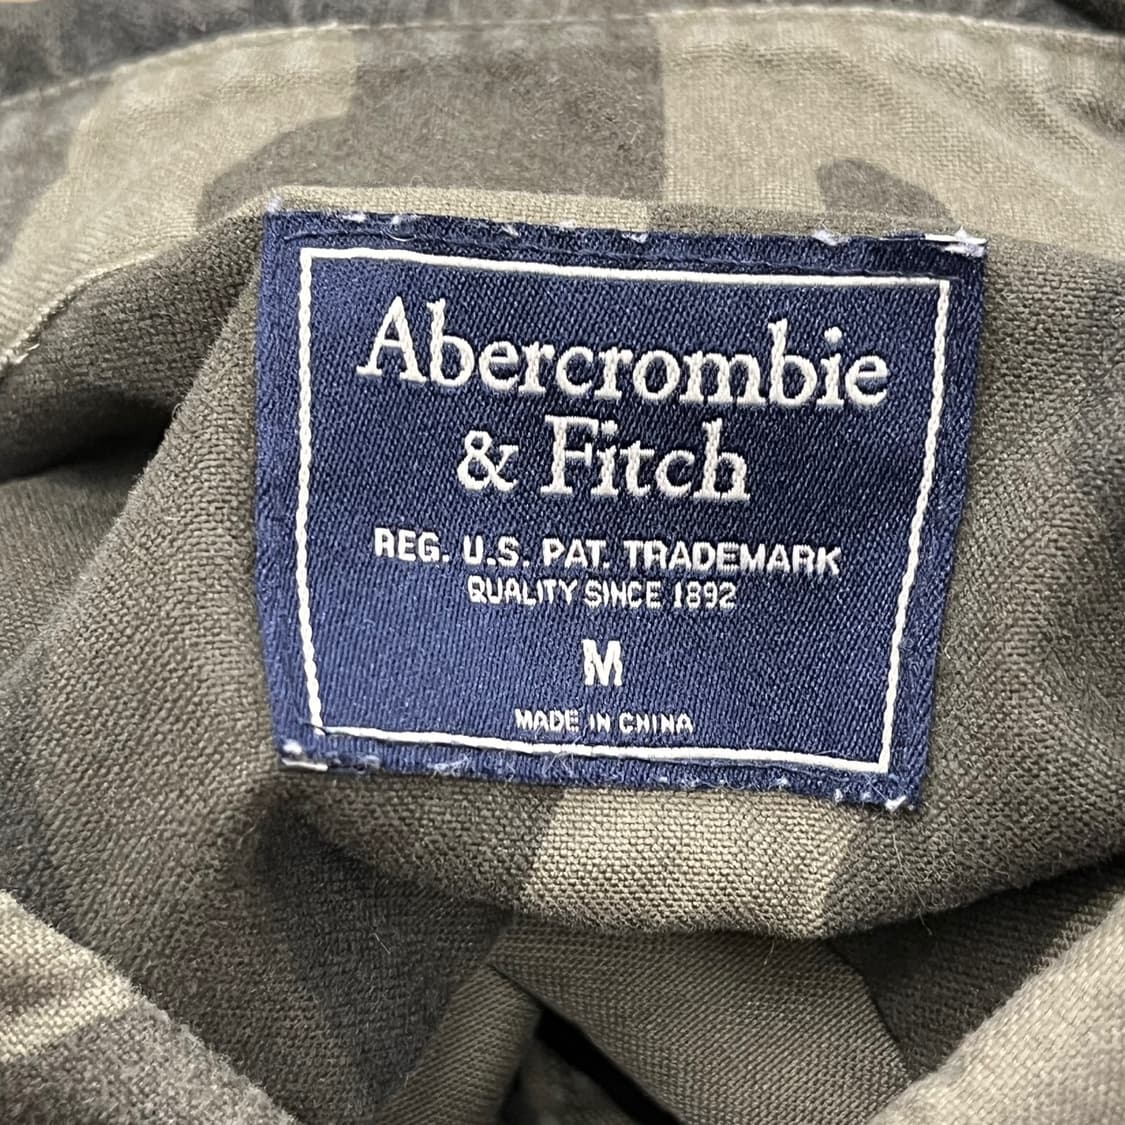 Abercrombie
& Fitch
REG. U.S. PAT. TRADEMARK
QUALITY SINCE 1892
M
MADE IN CHINA